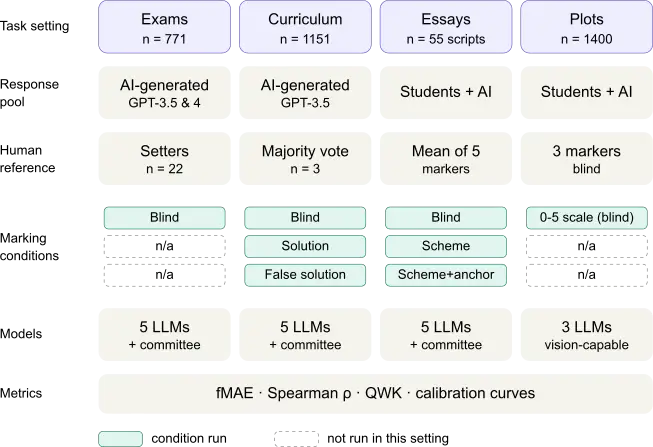 Task setting
Exams
n = 771
Curriculum
n = 1151
Essays
n = 55 scripts
Plots
n = 1400
Response
pool
AI-generated
GPT-3.5 & 4
AI-generated
GPT-3.5
Students + AI
Students + AI
Human
reference
Setters
n = 22
Majority vote
n = 3
Mean of 5
markers
3 markers
blind
Marking
conditions
Blind
Blind
Blind
0-5 scale (blind)
n/a
Solution
Scheme
n/a
n/a
False solution
Scheme+anchor
n/a
Models
5 LLMs
+ committee
5 LLMs
+ committee
5 LLMs
+ committee
3 LLMs
vision-capable
Metrics
fMAE · Spearman ρ · QWK · calibration curves
condition run
not run in this setting